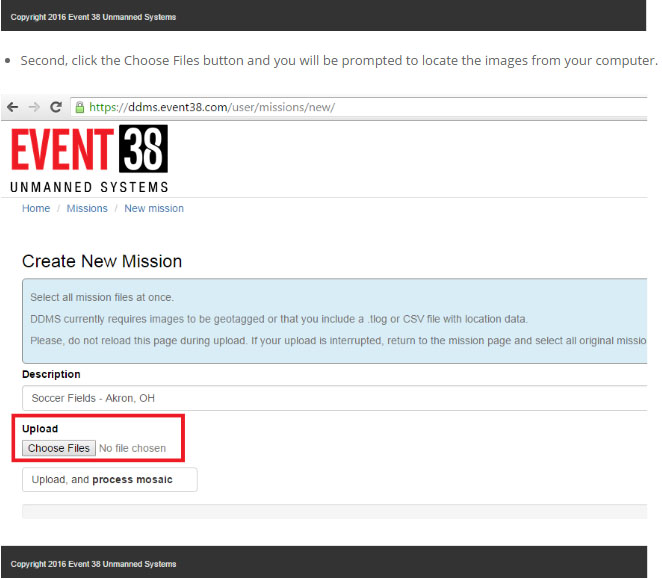 Copyright 2016 Event 38 Unmanned Systems
Second, click the Choose Files button and you will be prompted to locate the images from your computer.
https://ddms.event38.com/user/missions/new/
EVENT 38
UNMANNED SYSTEMS
Home / Missions / New mission
Create New Mission
Select all mission files at once.
DDMS currently requires images to be geotagged or that you include a .tlog or CSV file with location data.
Please, do not reload this page during upload. If your upload is interrupted, return to the mission page and select all original missio
Description
Soccer Fields - Akron, OH
Upload
Choose Files No file chosen
Upload, and process mosaic
Copyright 2016 Event 38 Unmanned Systems